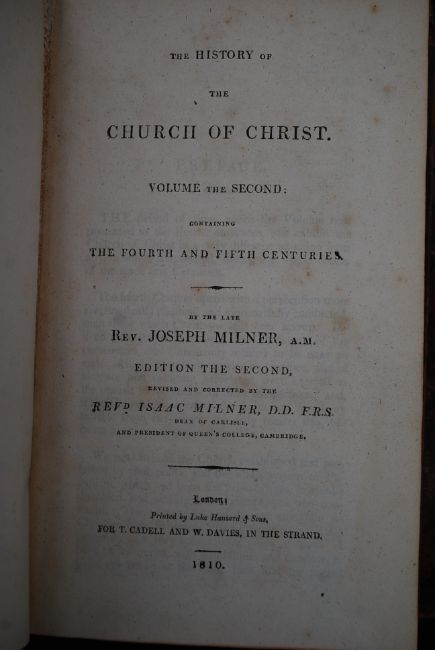 THE HISTORY OF
THE
CHURCH OF CHRIST.
VOLUME THE SECOND:
CONTAINING
THE FOURTH AND FIFTH CENTURIES.
BY THE LATE
REV. JOSEPH MILNER, A.M.
EDITION THE SECOND,
REVISED AND CORRECTED BY THE
REVD ISAAC MILNER, D.D. F.R.S.
DEAN OF CARLISLE,
AND PRESIDENT OF QUEEN'S COLLEGE, CAMBRIDGE,
London:
Printed by Luke Hansard & Sons,
FOR T. CADELL AND W. DAVIES, IN THE STRAND.
1810.